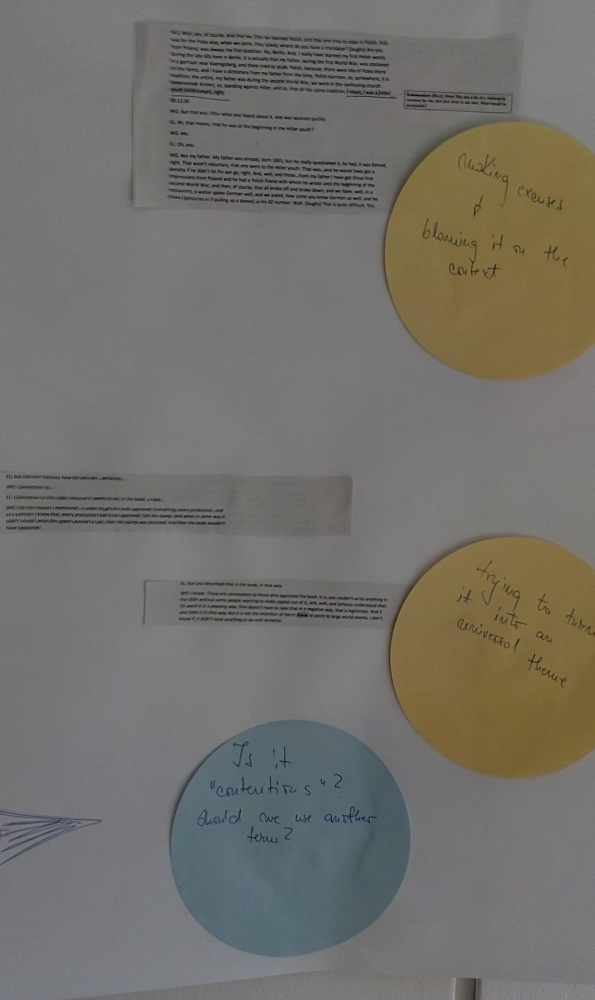 WG: Well, yes, of course. And that we, that we learned Polish, and that one tries to cope in Polish, that
was for the Poles also, when we came, they asked, where do you have a translator? [laughs] Are you
from Poland, was always the first question. No, Berlin. And, I really have learned my first Polish words
during the late 60s here in Berlin. It is actually that my father, during the first World War, was stationed
in a garrison near Koenigsberg, and there tried to study Polish, because, there were lots of Poles there
on the farms, and I have a dictionary from my father from the time, Polish-German, so, somewhere, it is
tradition, the entire, my father was during the second World War, we were in the confessing church
(bekennende Kirche), so, standing against Hitler, and so, that all has some tradition. I mean, I was a Hitler
youth (Hitlerjunge), right.
Kommentiert [EL1]: Wow! This was a bit of a challenging
moment for me. Not sure what to ask next. What would be
acceptable?
00:12:36
WG: But that was, after what one heard about it, one was weaned quickly.
EL: Ah, that means, that he was at the beginning in the Hitler youth?
WG: Me.
EL: Oh, you.
WG: Not my father. My father was already, born 1891, but he really questioned it, he had, it was forced,
right. That wasn't voluntary, that one went to the Hitler youth. That was...and he would have got a
penalty if he didn't let his son go, right. And, well, and those...from my father I have got those first
impressions from Poland and he had a Polish friend with whom he wrote until the beginning of the
second World War, and then, of course, that all broke off and broke down, and we have, well, in a
restaurant, a waiter spoke German well, and we asked, how come you know German so well, and he
showed [gestures as if pulling up a sleeve] us his KZ number. Well. [laughs] That is quite difficult. Yes.
making excuses
blaming it on the
context
EL: But did Herr Schauss, how do you say...sensitivity...
WG: Connection to...
EL: Connection to this topic, because it seems to me, in the book, a topic...
WG: For the reason I mentioned, in order to get the book approved. Everything, every production, and
as a printer I know that, every production had to be approved. Get the stamp. And when in some way it
didn't match what the uppers wanted to see, then the stamp was declined, and then the book wouldn't
have appeared.
EL: But you described that in the book, in that way.
WG: Those are concessions to those who approved the book. It is, you couldn't write anything in
the GDR without some people wanting to make capital out of it, and, well, and Schauss understood that.
To word it in a pleasing way. One doesn't have to take that in a negative way, that is legitimate. And if
one it that way, but it is not the intention of Herrn to point to large world events. I don't
know if, it didn't have anything to do with Armenia.
trying to turn
it into an
universal theme
Is it
"contentious"?
Should we use another
term?